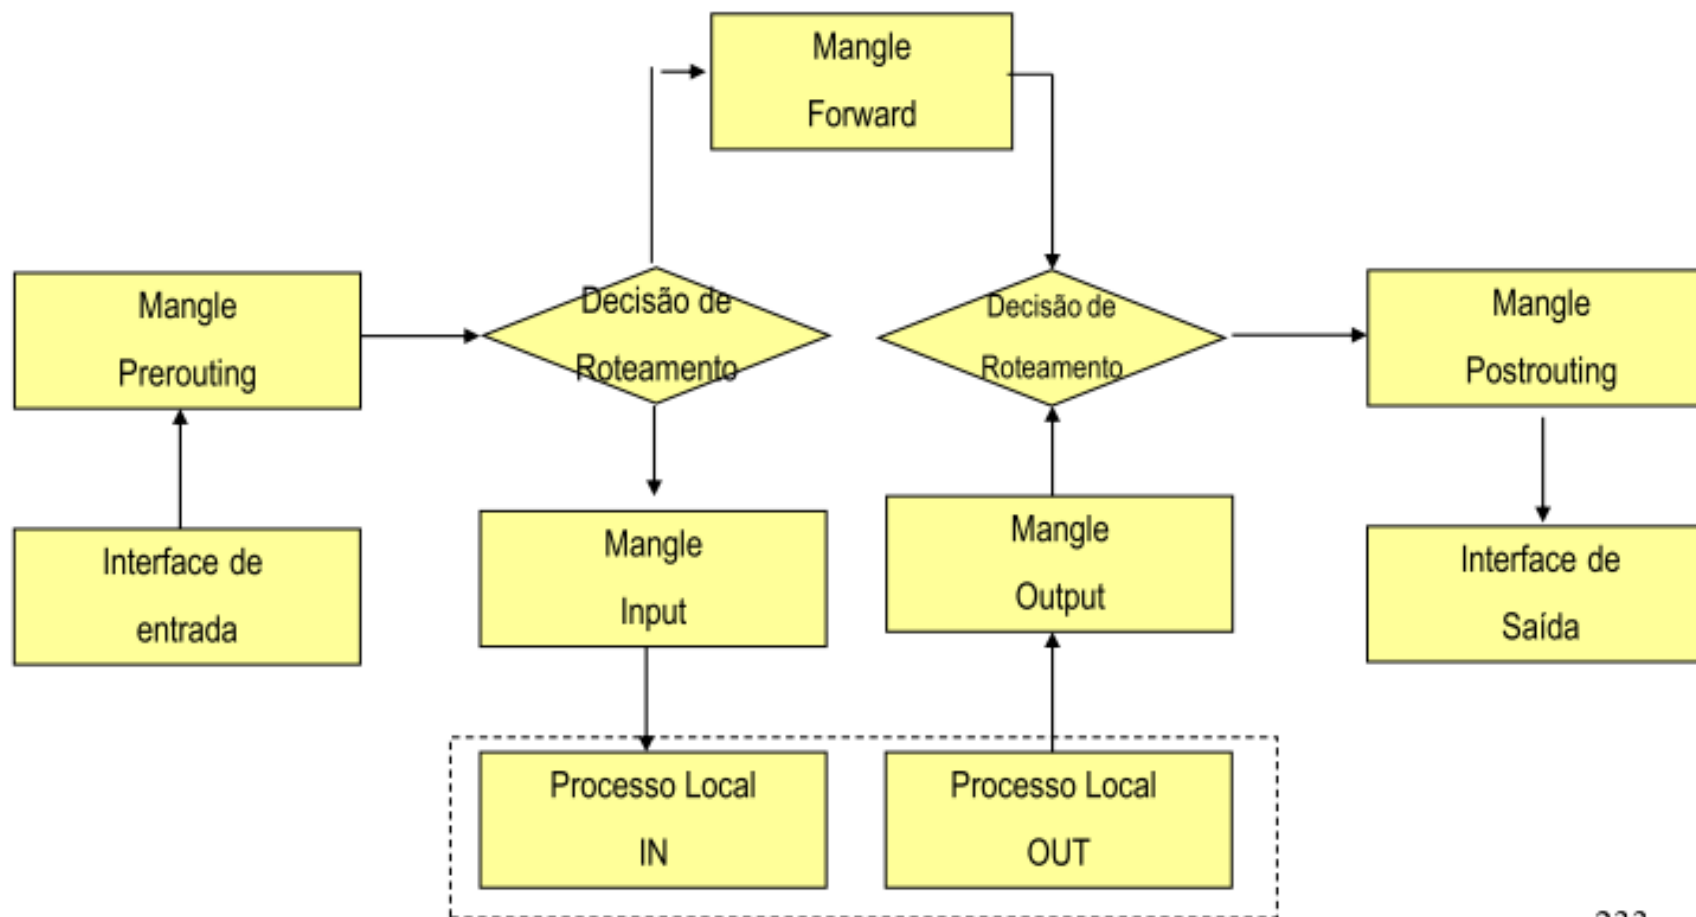 Mangle
Forward
Mangle
Prerouting
Decisão de
Roteamento
Decisão de
Roteamento
Mangle
Postrouting
Interface de
entrada
Mangle
Input
Mangle
Output
Interface de
Saída
Processo Local
IN
Processo Local
OUT